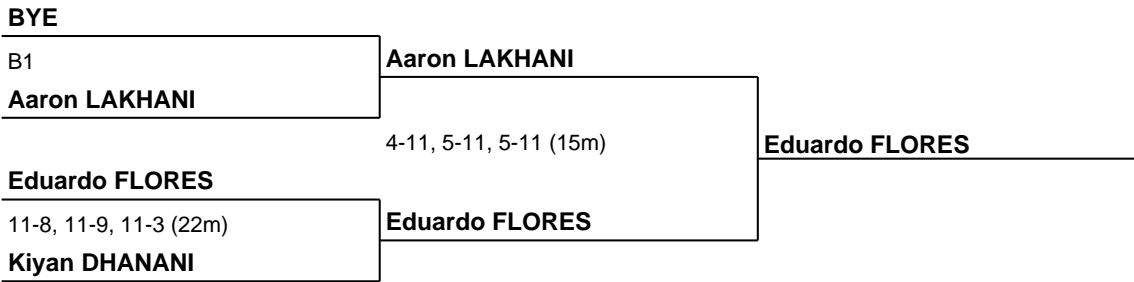 BYE
B1
Aaron LAKHANI
Aaron LAKHANI
4-11, 5-11, 5-11 (15m)
Eduardo FLORES
Eduardo FLORES
11-8, 11-9, 11-3 (22m)
Eduardo FLORES
Kiyan DHANANI